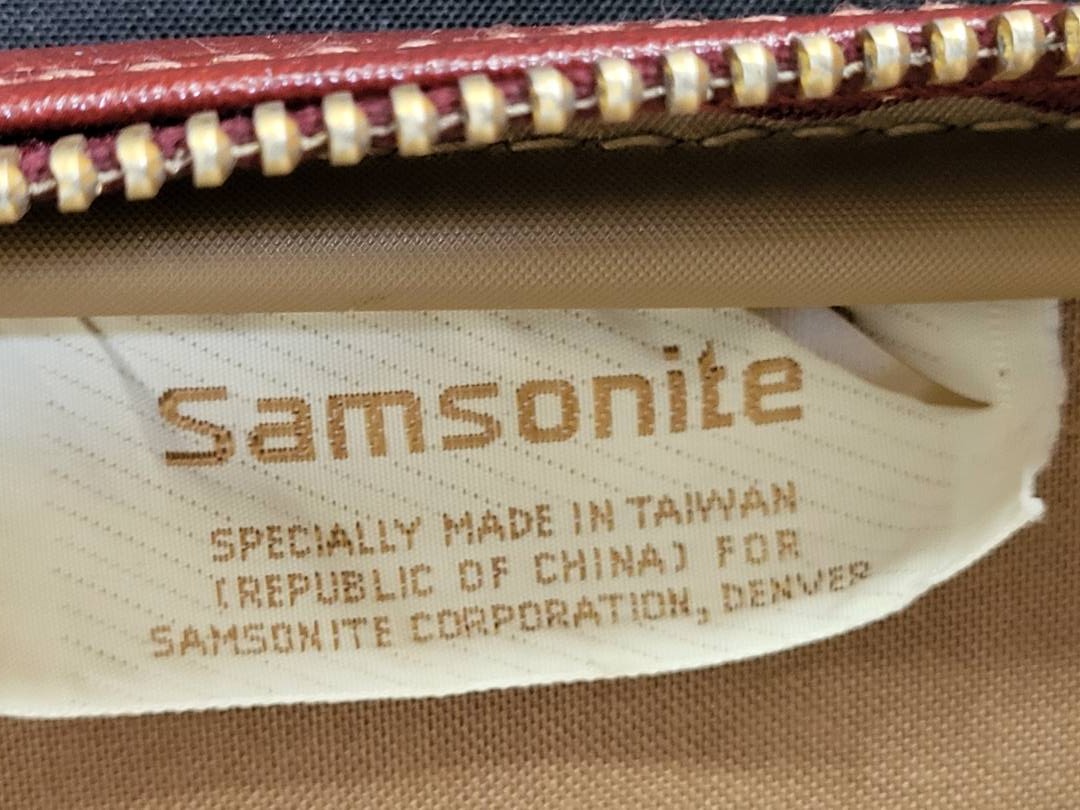 Samsonite
SPECIALLY MADE IN TAIWAN
(REPUBLIC OF CHINA) FOR
SAMSONITE CORPORATION, DENVER